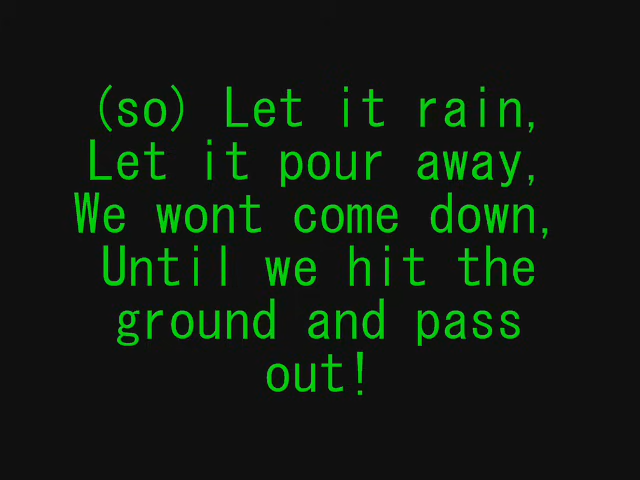 (so) Let it rain,
Let it pour away,
We wont come down,
Until we hit the
ground and pass
out!